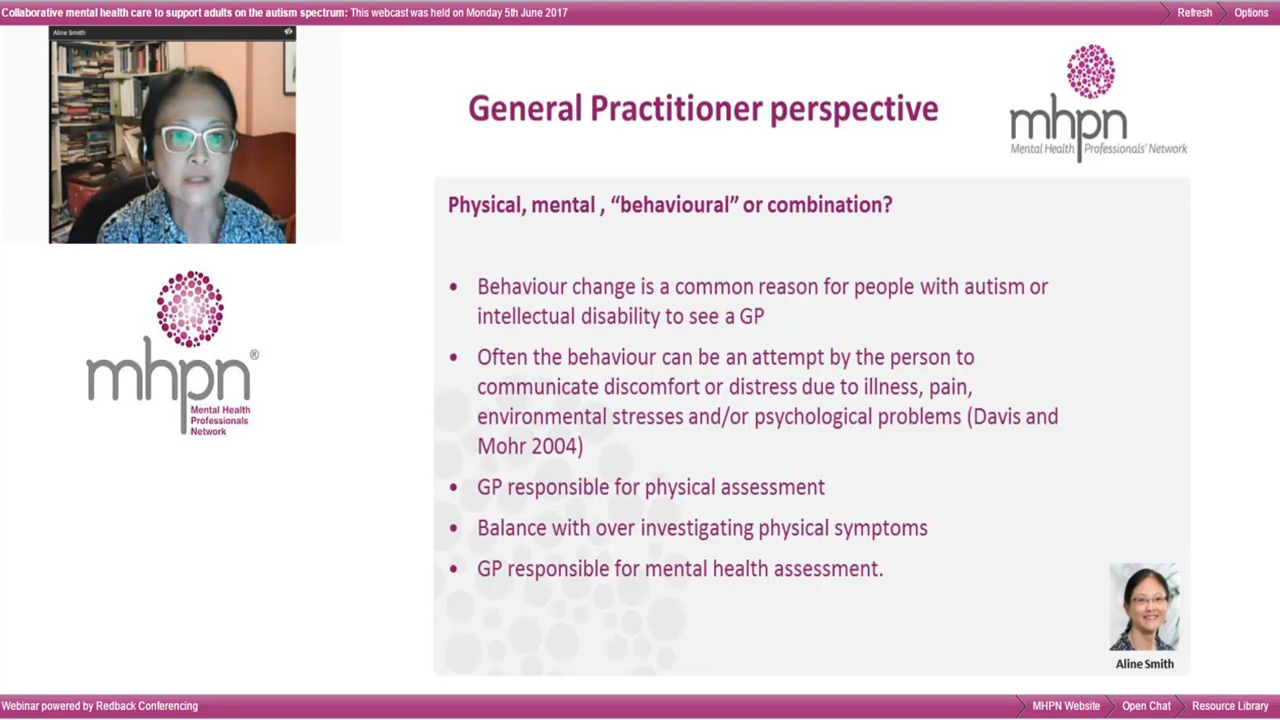 Collaborative mental health care to support adults on the autism spectrum: This webcast was held on Monday 5th June 2017
Refresh
Options
Aline Smith
General Practitioner perspective
mhpn
Mental Health Professionals' Network
Physical, mental , “behavioural” or combination?
• Behaviour change is a common reason for people with autism or
intellectual disability to see a GP
• Often the behaviour can be an attempt by the person to
communicate discomfort or distress due to illness, pain,
environmental stresses and/or psychological problems (Davis and
Mohr 2004)
• GP responsible for physical assessment
• Balance with over investigating physical symptoms
• GP responsible for mental health assessment.
mhpn®
Mental Health
Professionals
Network
Aline Smith
Webinar powered by Redback Conferencing
MHPN Website
Open Chat
Resource Library